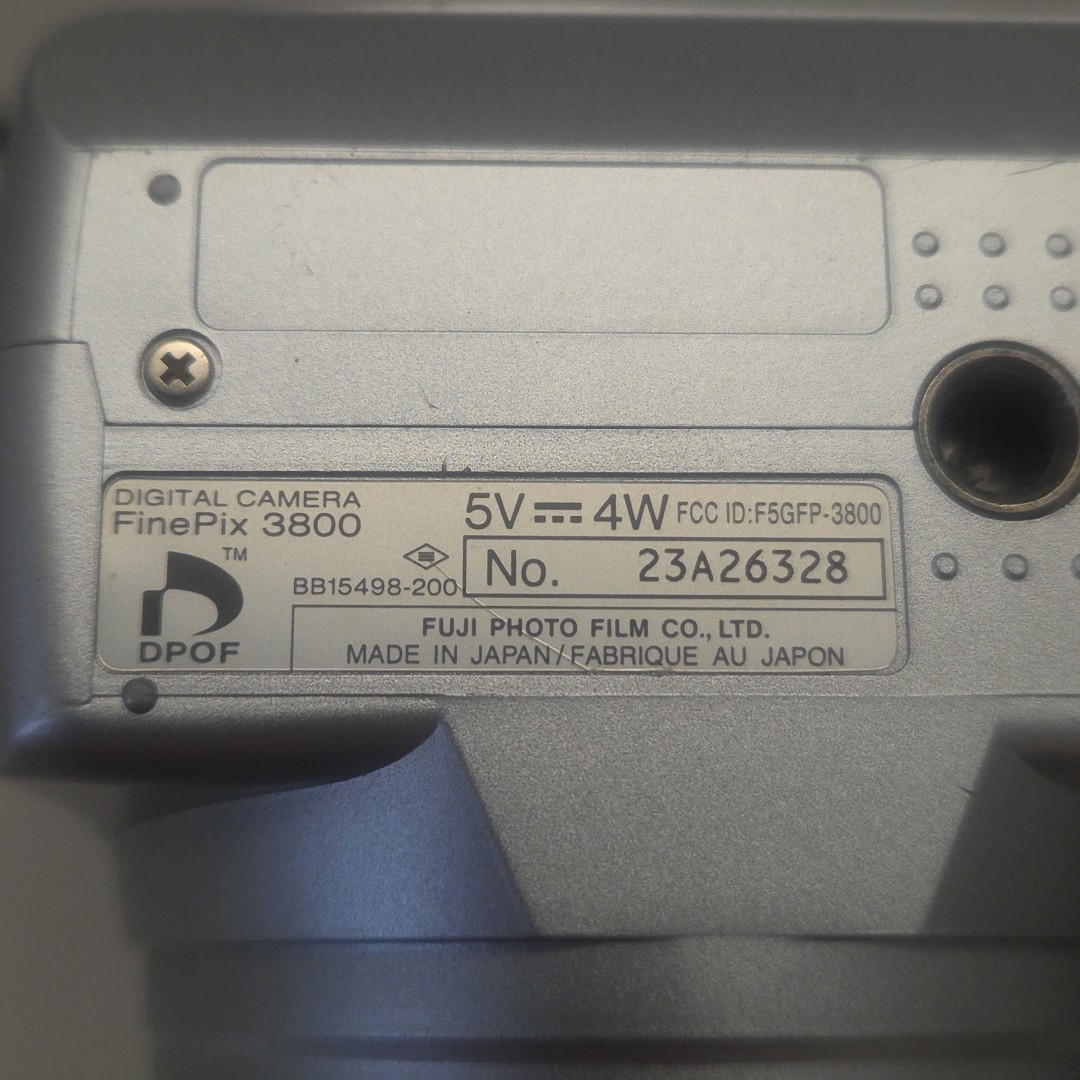 DIGITAL CAMERA
FinePix 3800
5V⎓4W FCC ID:F5GFP-3800
TM
DPOF
BB15498-200
No. 23A26328
FUJI PHOTO FILM CO., LTD.
MADE IN JAPAN/FABRIQUE AU JAPON